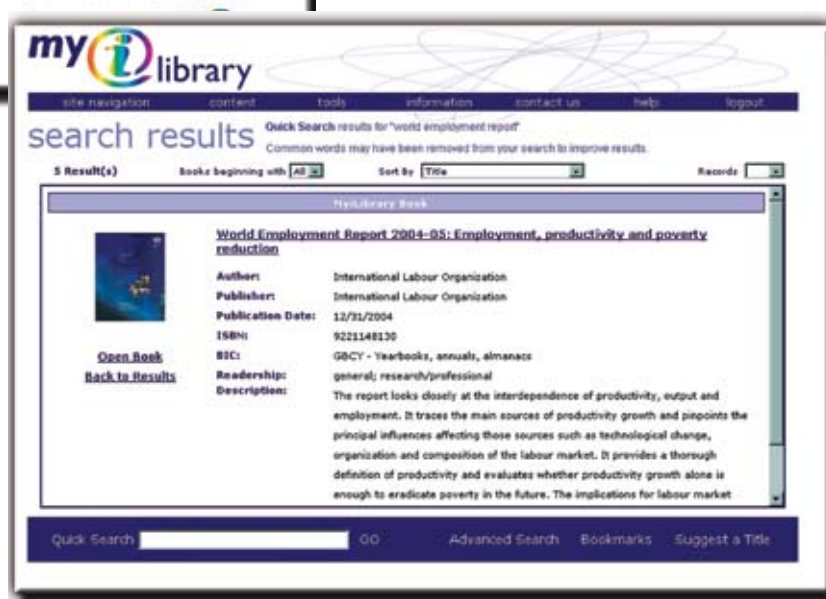 my i library
site navigation content tools information contact us help logout
search results Quick Search results for "world employment report"
Common words may have been removed from your search to improve results.
5 Result(s) Books beginning with All Sort By Title Records
MyiLibrary Book
World Employment Report 2004-05: Employment, productivity and poverty
reduction
Author: International Labour Organization
Publisher: International Labour Organization
Publication Date: 12/31/2004
ISBN: 9221148130
Open Book BIC: GBCY - Yearbooks, annuals, almanacs
Back to Results Readership: general; research/professional
Description: The report looks closely at the interdependence of productivity, output and
employment. It traces the main sources of productivity growth and pinpoints the
principal influences affecting those sources such as technological change,
organization and composition of the labour market. It provides a thorough
definition of productivity and evaluates whether productivity growth alone is
enough to eradicate poverty in the future. The implications for labour market
Quick Search GO Advanced Search Bookmarks Suggest a Title